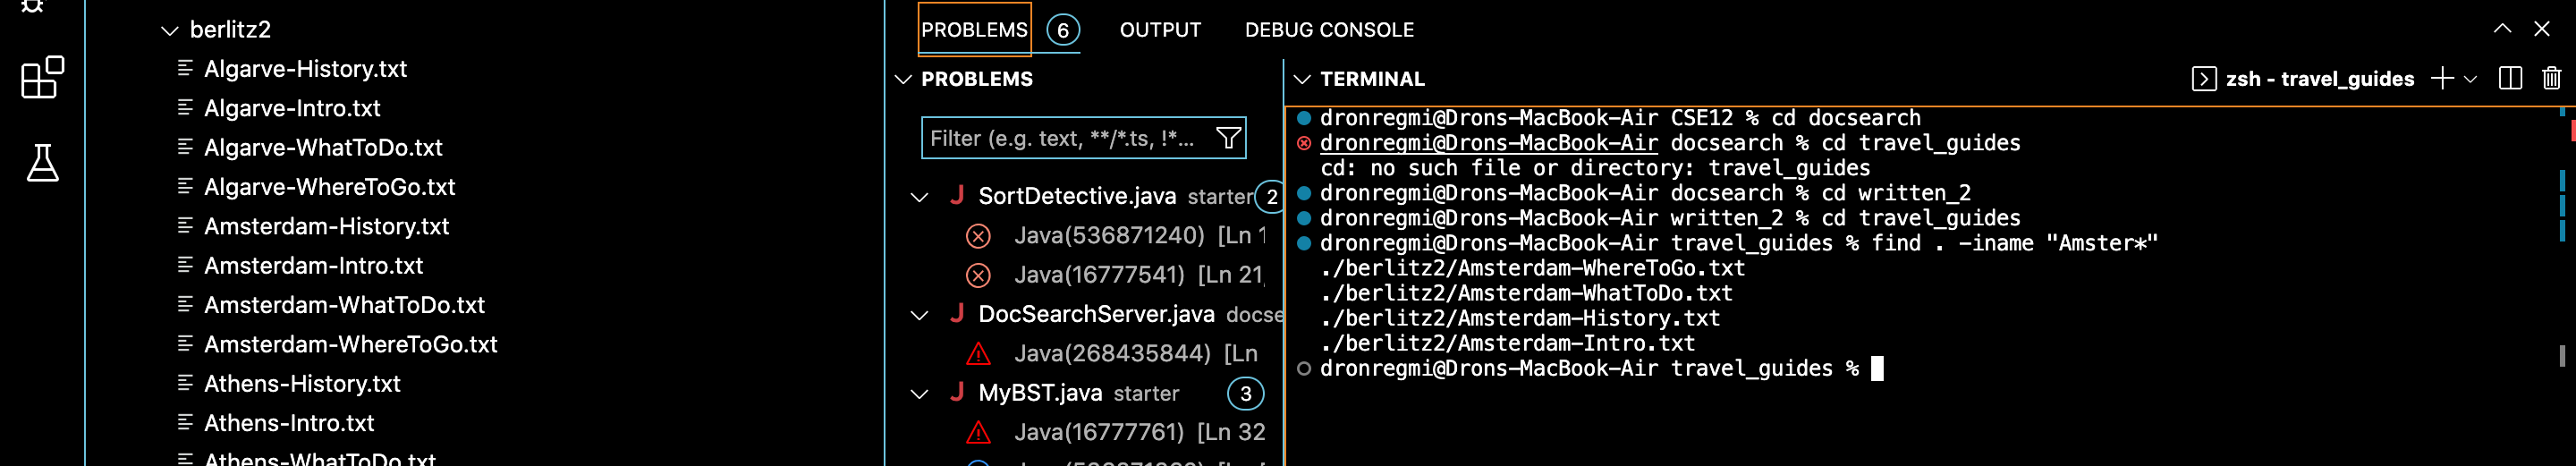 berlitz2
Algarve-History.txt
Algarve-Intro.txt
Algarve-WhatToDo.txt
Algarve-WhereToGo.txt
Amsterdam-History.txt
Amsterdam-Intro.txt
Amsterdam-WhatToDo.txt
Amsterdam-WhereToGo.txt
Athens-History.txt
Athens-Intro.txt
Athens-WhatToDo.txt
PROBLEMS 6 OUTPUT DEBUG CONSOLE
PROBLEMS
Filter (e.g. text, **/*.ts, !*...
SortDetective.java starter 2
Java(536871240) [Ln 1
Java(16777541) [Ln 21,
DocSearchServer.java docse
Java(268435844) [Ln
MyBST.java starter 3
Java(16777761) [Ln 32
TERMINAL
zsh - travel_guides
dronregmi@Drons-MacBook-Air CSE12 % cd docsearch
dronregmi@Drons-MacBook-Air docsearch % cd travel_guides
cd: no such file or directory: travel_guides
dronregmi@Drons-MacBook-Air docsearch % cd written_2
dronregmi@Drons-MacBook-Air written_2 % cd travel_guides
dronregmi@Drons-MacBook-Air travel_guides % find . -iname "Amster*"
./berlitz2/Amsterdam-WhereToGo.txt
./berlitz2/Amsterdam-WhatToDo.txt
./berlitz2/Amsterdam-History.txt
./berlitz2/Amsterdam-Intro.txt
dronregmi@Drons-MacBook-Air travel_guides %